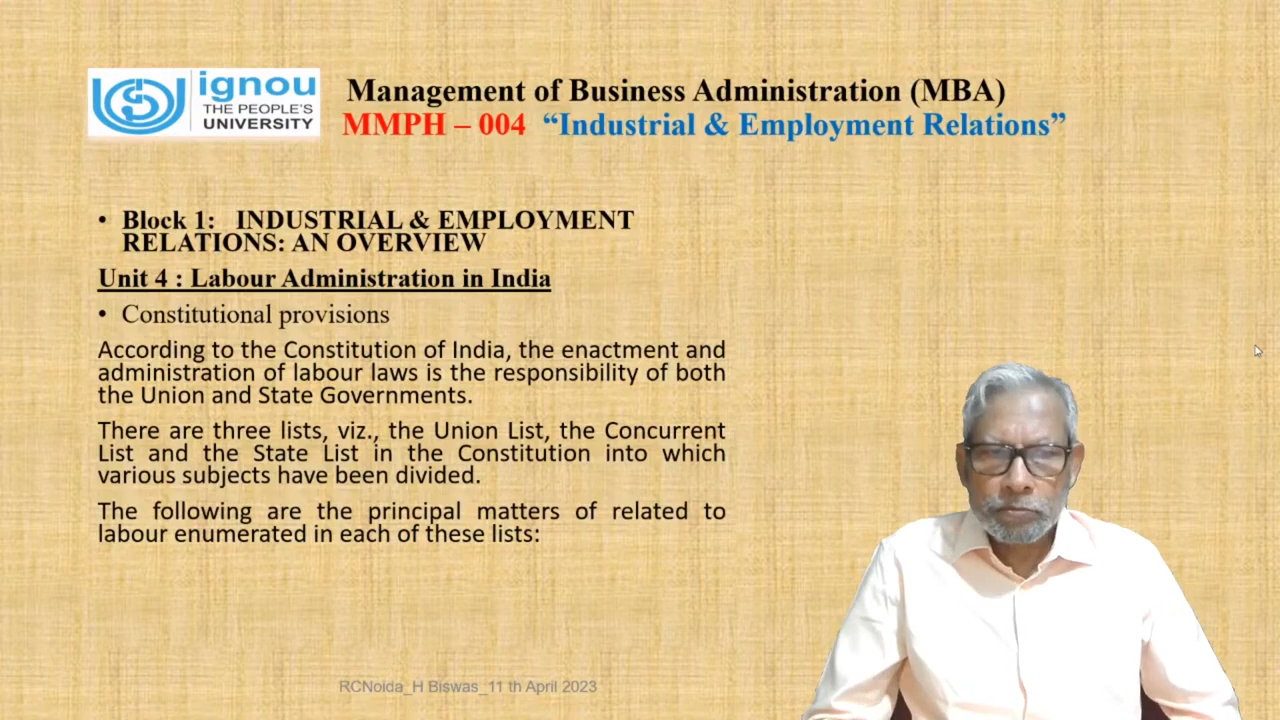 ignou
THE PEOPLE'S
UNIVERSITY
Management of Business Administration (MBA)
MMPH – 004 “Industrial & Employment Relations”
• Block 1: INDUSTRIAL & EMPLOYMENT
RELATIONS: AN OVERVIEW
Unit 4 : Labour Administration in India
• Constitutional provisions
According to the Constitution of India, the enactment and
administration of labour laws is the responsibility of both
the Union and State Governments.
There are three lists, viz., the Union List, the Concurrent
List and the State List in the Constitution into which
various subjects have been divided.
The following are the principal matters of related to
labour enumerated in each of these lists:
RCNoida_H Biswas_11 th April 2023